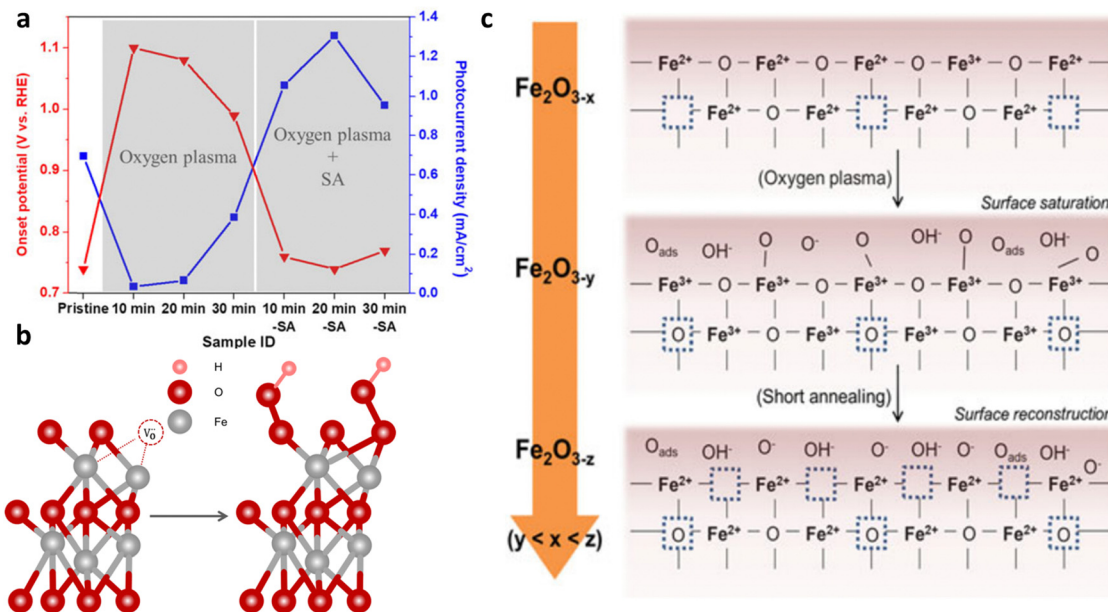 a
Onset potential (V vs. RHE)
1.1
1.0
0.9
0.8
0.7
Oxygen plasma
Oxygen plasma
+
SA
1.4
1.2
1.0
0.8
0.6
0.4
0.2
0.0
Photocurrent density (mA/cm²)
Pristine 10 min 20 min 30 min 10 min 20 min 30 min
-SA -SA -SA
Sample ID
b
H
O
Fe
V̈O
c
Fe₂O₃₋ₓ
Fe²⁺ O Fe²⁺ O Fe²⁺ O Fe³⁺ O Fe²⁺
Fe²⁺ O Fe²⁺ Fe²⁺ O Fe²⁺
(Oxygen plasma)
Surface saturation
Fe₂O₃₋y
Oads OH⁻ O O⁻ O OH⁻ O Oads OH⁻ O
Fe³⁺ O Fe³⁺ O Fe³⁺ O Fe³⁺ O Fe³⁺
O Fe³⁺ O Fe³⁺ O Fe³⁺ O Fe³⁺ O
(Short annealing)
Surface reconstruction
Fe₂O₃₋z
(y < x < z)
Oads OH⁻ O⁻ OH⁻ O⁻ OH⁻ O⁻ Oads OH⁻ O⁻
Fe²⁺ Fe²⁺ Fe²⁺ Fe²⁺ Fe²⁺
O Fe²⁺ O Fe²⁺ O Fe²⁺ O Fe²⁺ O